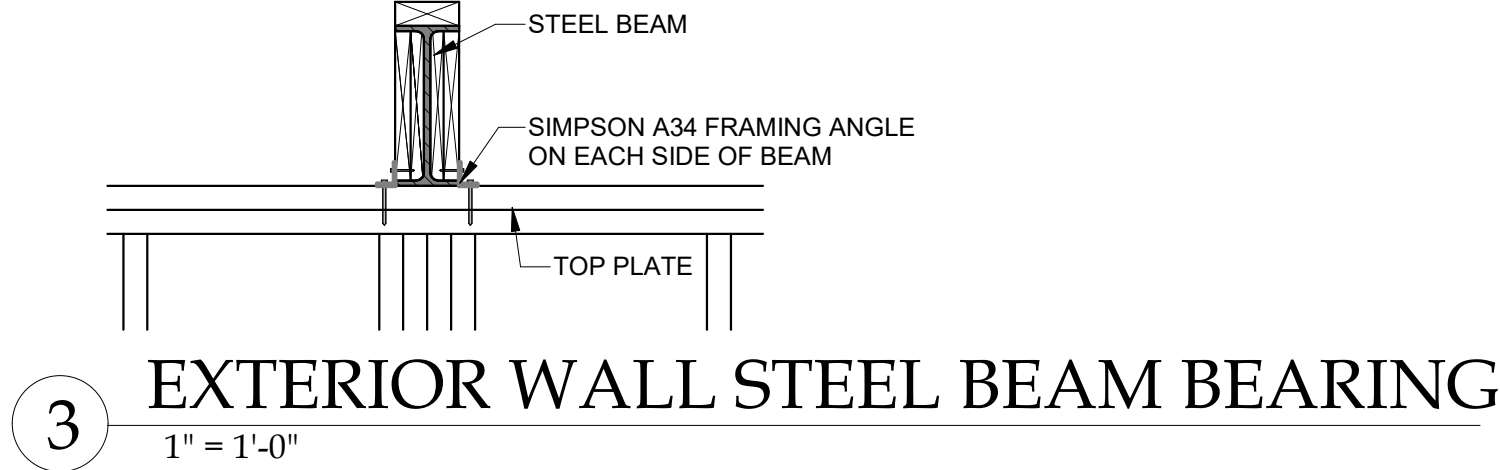 STEEL BEAM
SIMPSON A34 FRAMING ANGLE
ON EACH SIDE OF BEAM
TOP PLATE
3
EXTERIOR WALL STEEL BEAM BEARING
1" = 1'-0"